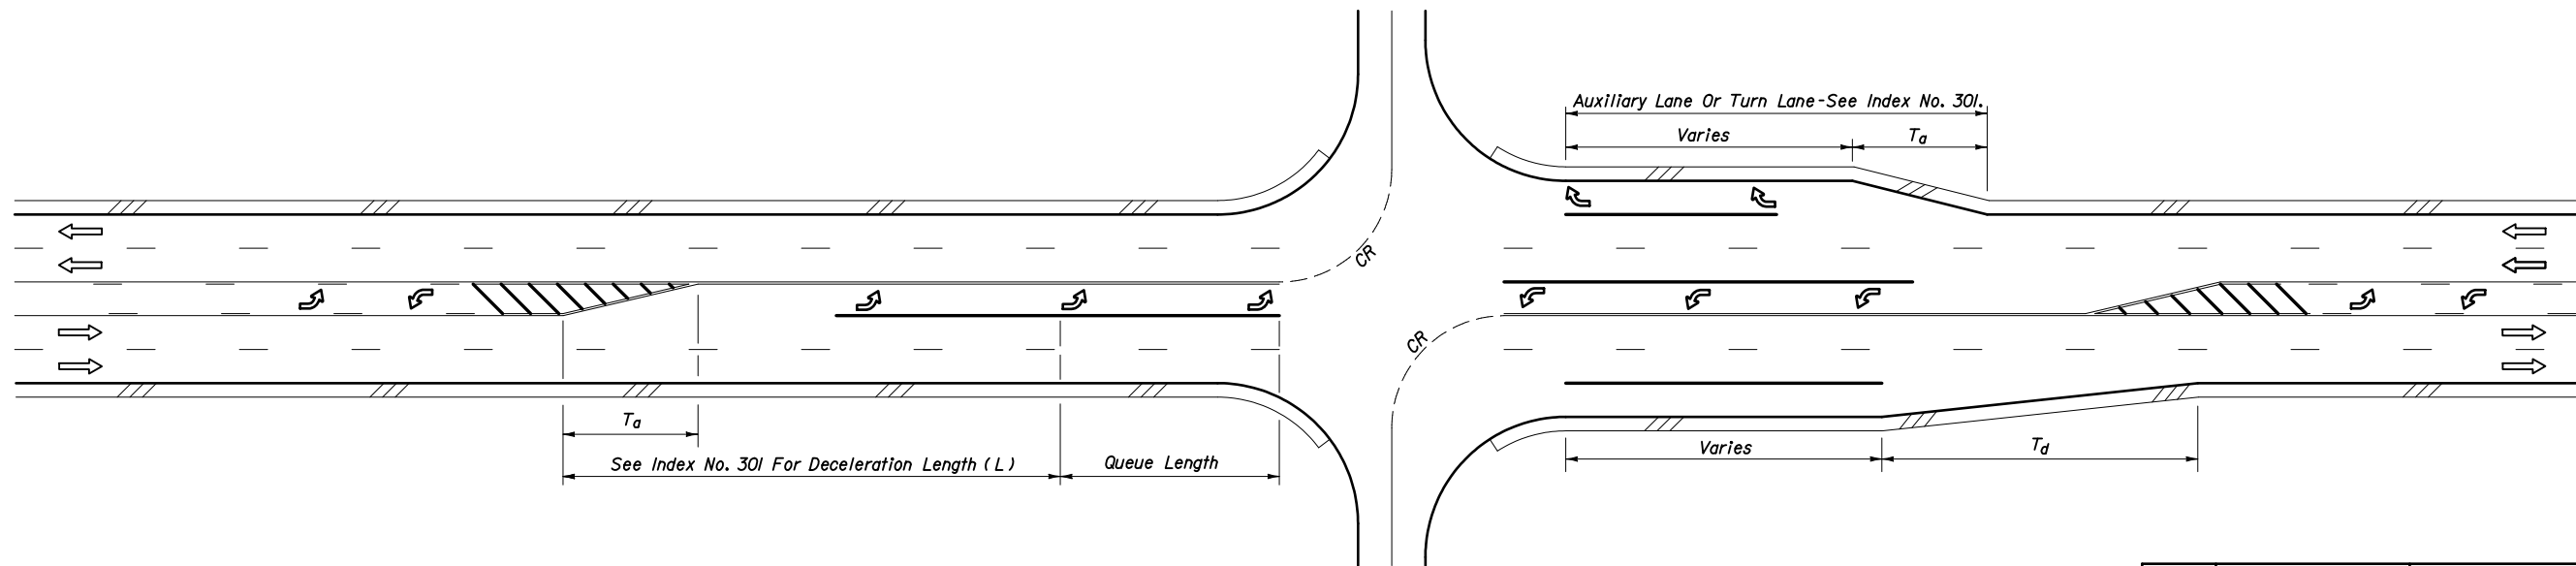 Auxiliary Lane Or Turn Lane-See Index No. 301.
Varies
Ta
CR
CR
Ta
See Index No. 301 For Deceleration Length (L)
Queue Length
Varies
Td